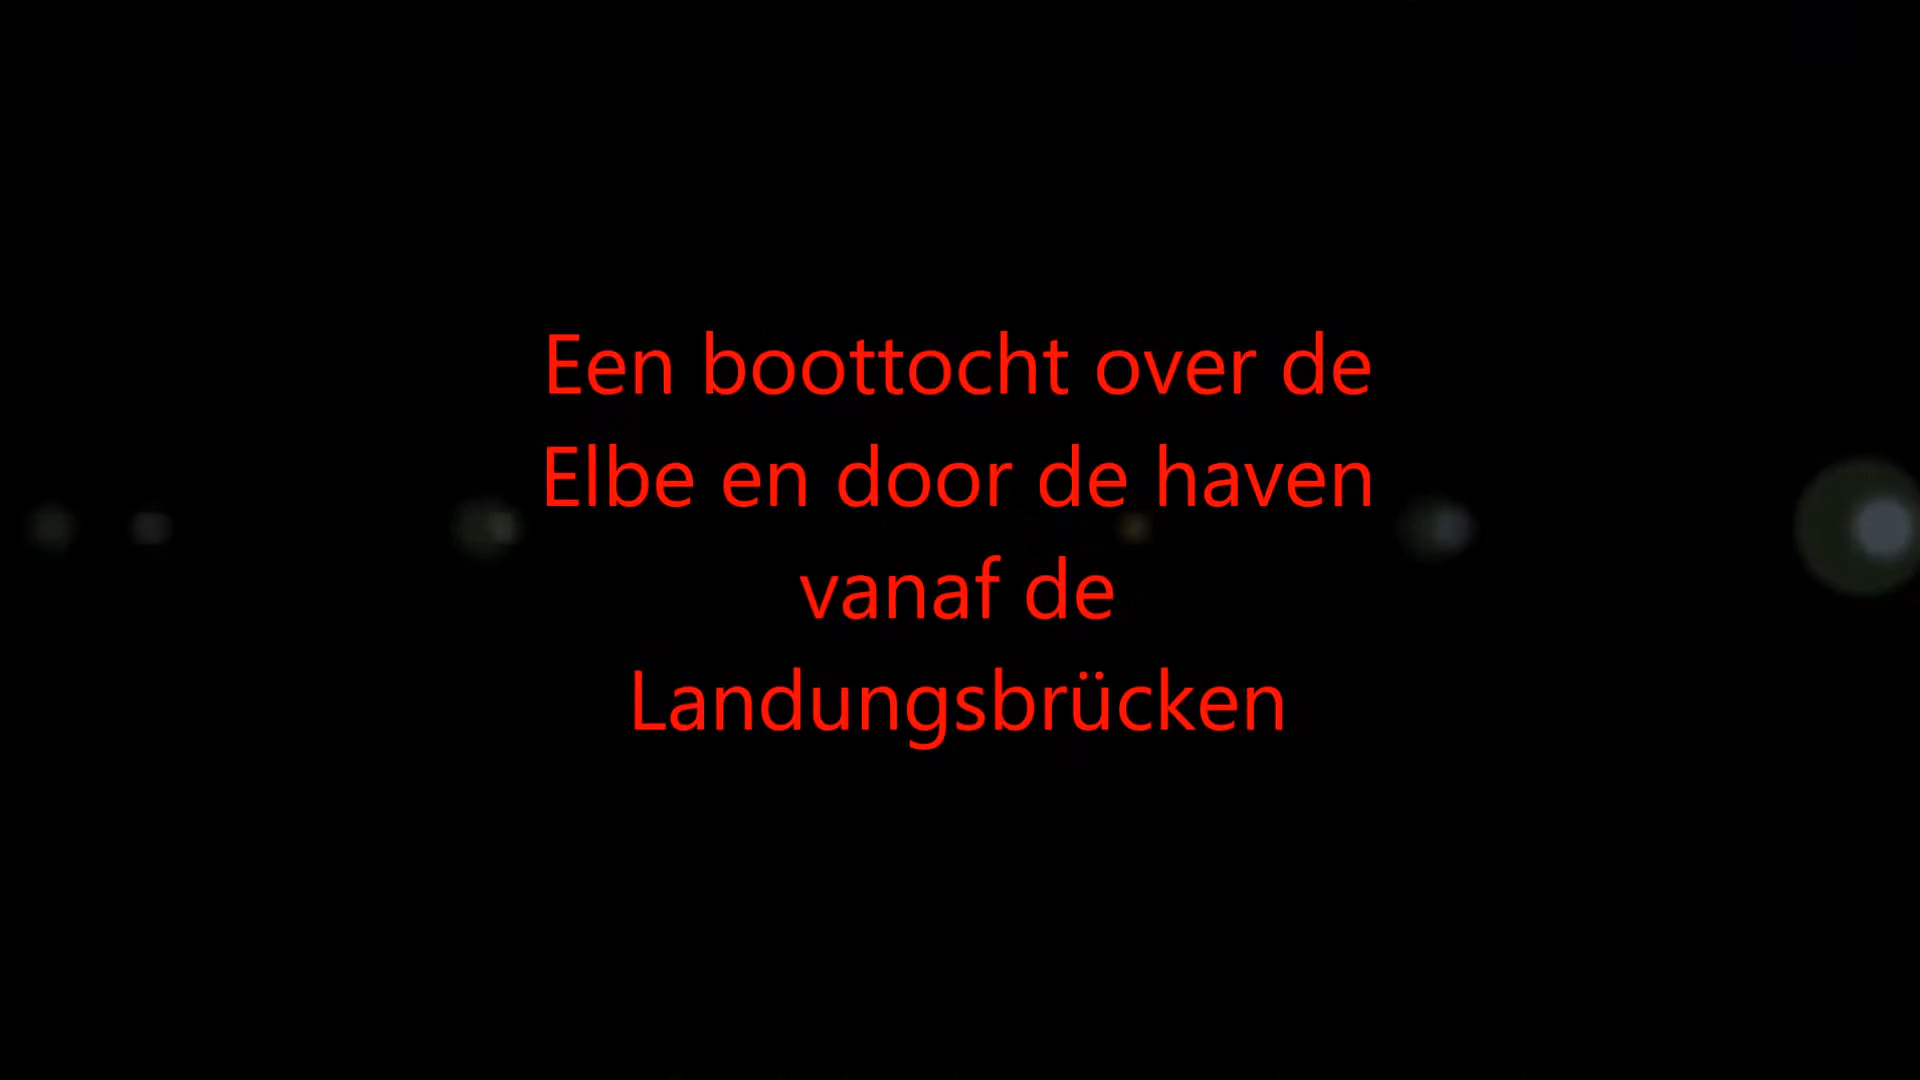 Een boottocht over de
Elbe en door de haven
vanaf de
Landungsbrücken